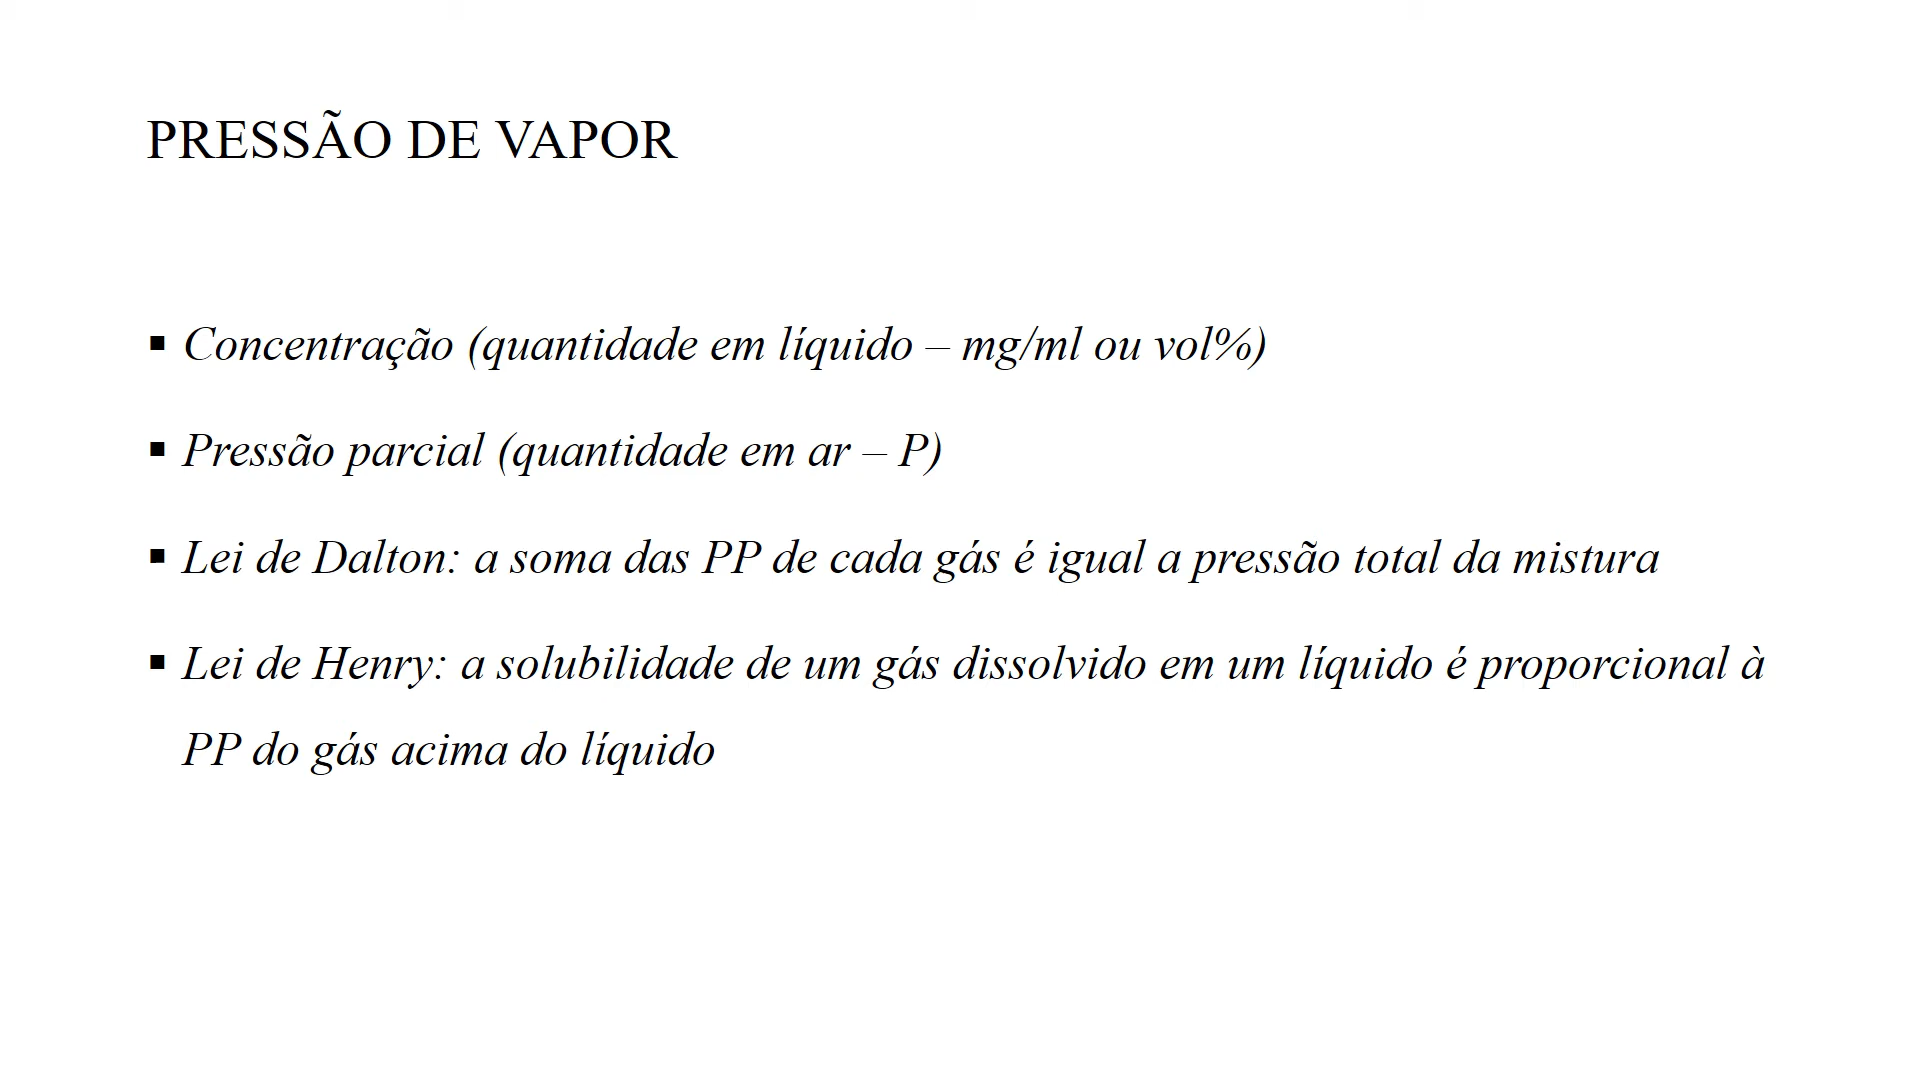 PRESSÃO DE VAPOR
▪ Concentração (quantidade em líquido – mg/ml ou vol%)
▪ Pressão parcial (quantidade em ar – P)
▪ Lei de Dalton: a soma das PP de cada gás é igual a pressão total da mistura
▪ Lei de Henry: a solubilidade de um gás dissolvido em um líquido é proporcional à
PP do gás acima do líquido